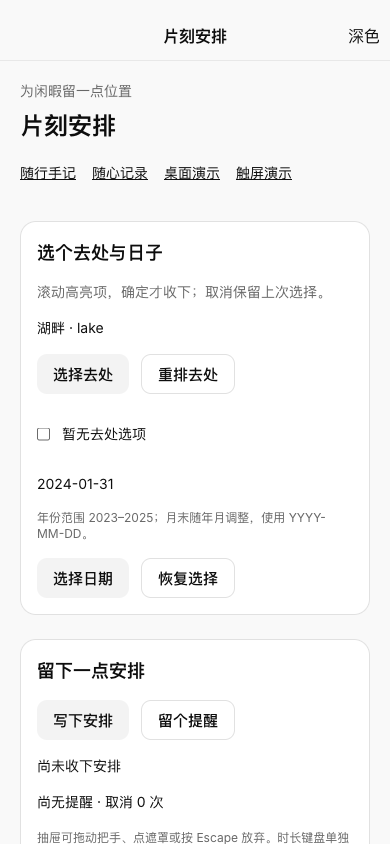 片刻安排
深色
为闲暇留一点位置
片刻安排
随行手记 随心记录 桌面演示 触屏演示
选个去处与日子
滚动高亮项，确定才收下；取消保留上次选择。
湖畔 · lake
选择去处 重排去处
暂无去处选项
2024-01-31
年份范围 2023–2025；月末随年月调整，使用 YYYY-
MM-DD。
选择日期 恢复选择
留下一点安排
写下安排 留个提醒
尚未收下安排
尚无提醒 · 取消 0 次
抽屉可拖动把手、点遮罩或按 Escape 放弃。时长键盘单独